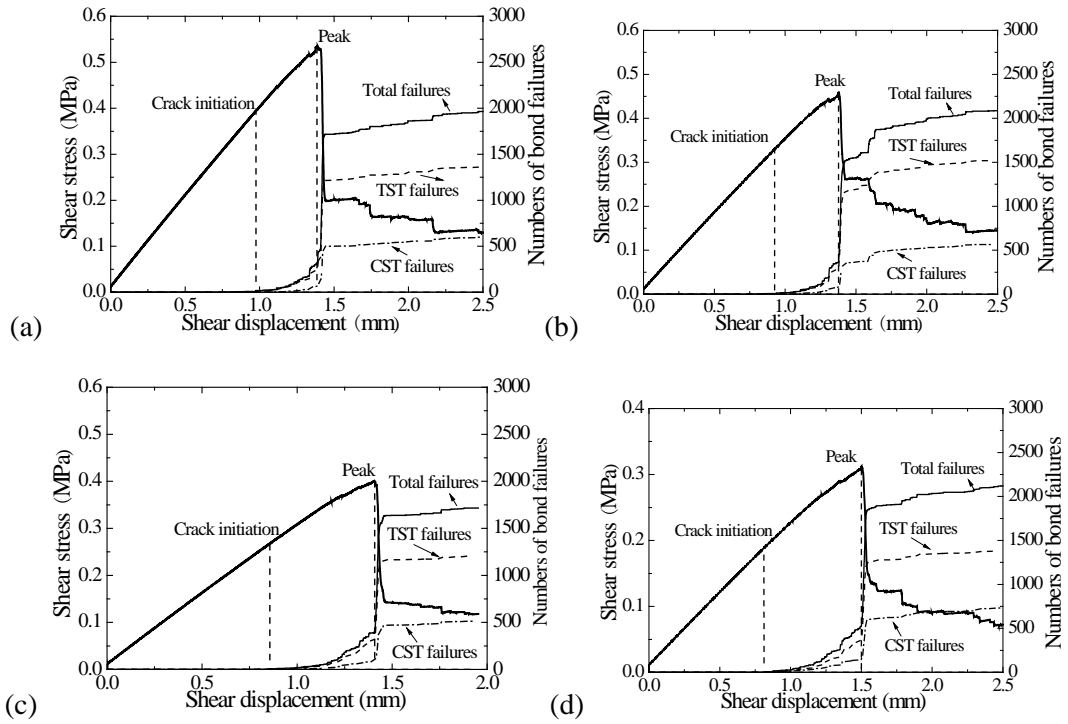 0.6
0.5
0.4
0.3
0.2
0.1
0.0
Shear stress (MPa)
Peak
Crack initiation
Total failures
TST failures
CST failures
3000
2500
2000
1500
1000
500
0
Numbers of bond failures
0.0 0.5 1.0 1.5 2.0 2.5
Shear displacement (mm)
(a)
0.6
0.5
0.4
0.3
0.2
0.1
0.0
Shear stress (MPa)
Peak
Crack initiation
Total failures
TST failures
CST failures
3000
2500
2000
1500
1000
500
0
Numbers of bond failures
0.0 0.5 1.0 1.5 2.0 2.5
Shear displacement (mm)
(b)
0.6
0.5
0.4
0.3
0.2
0.1
0.0
Shear stress (MPa)
Peak
Crack initiation
Total failures
TST failures
CST failures
3000
2500
2000
1500
1000
500
0
Numbers of bond failures
0.0 0.5 1.0 1.5 2.0
Shear displacement (mm)
(c)
0.4
0.3
0.2
0.1
0.0
Shear stress (MPa)
Peak
Crack initiation
Total failures
TST failures
CST failures
3000
2500
2000
1500
1000
500
0
Numbers of bond failures
0.0 0.5 1.0 1.5 2.0 2.5
Shear displacement (mm)
(d)